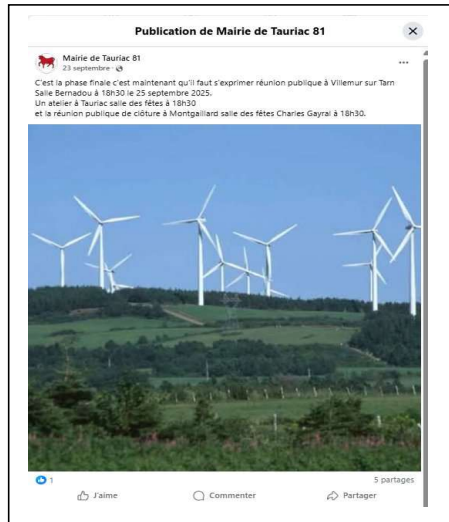 Publication de Mairie de Tauriac 81
Mairie de Tauriac 81
23 septembre
C'est la phase finale c'est maintenant qu'il faut s'exprimer réunion publique à Villemur sur Tarn
Salle Bernadou à 18h30 le 25 septembre 2025.
Un atelier à Tauriac salle des fêtes à 18h30
et la réunion publique de clôture à Montgaillard salle des fêtes Charles Gayral à 18h30.
1
5 partages
J'aime
Commenter
Partager